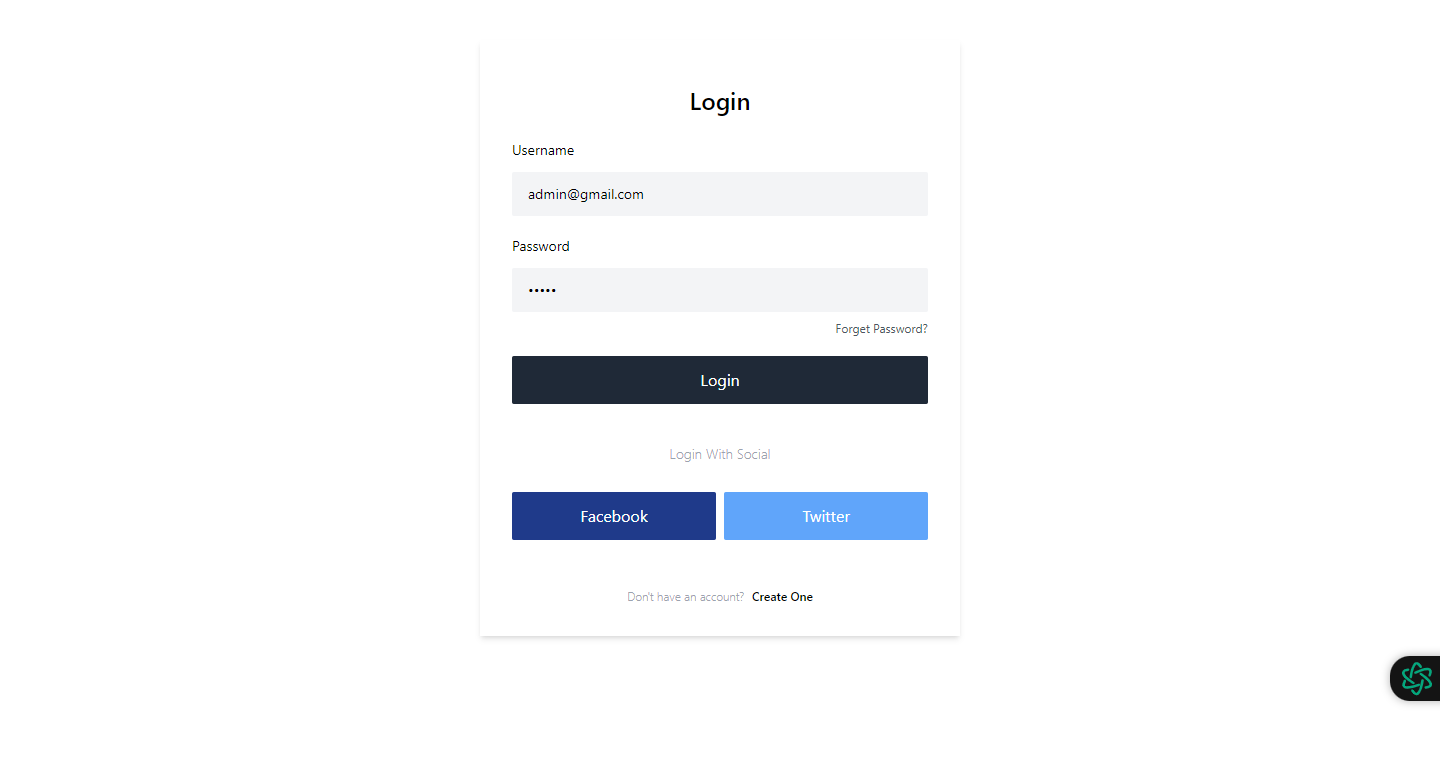 Login
Username
admin@gmail.com
Password
•••••
Forget Password?
Login
Login With Social
Facebook Twitter
Don't have an account? Create One